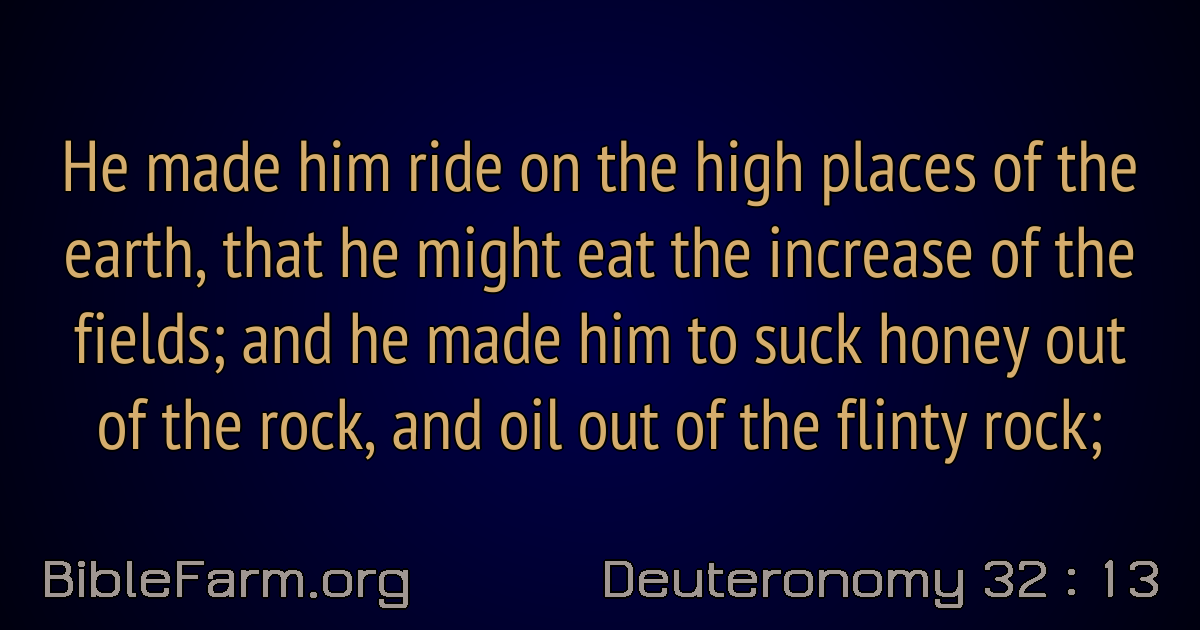 He made him ride on the high places of the
earth, that he might eat the increase of the
fields; and he made him to suck honey out
of the rock, and oil out of the flinty rock;
BibleFarm.org
Deuteronomy 32 : 13